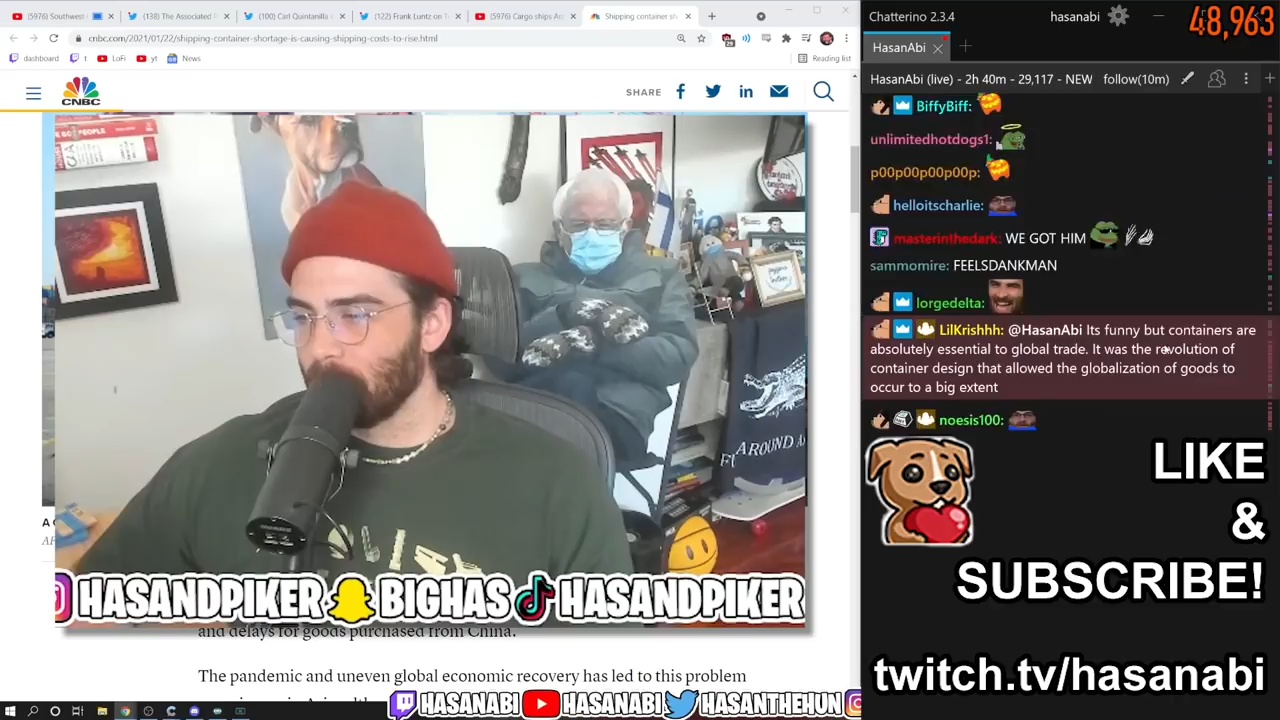 (5976) Southwest
(138) The Associated
(100) Carl Quintanilla
(122) Frank Luntz on T
(5976) Cargo ships A
Shipping container s
cnbc.com/2021/01/22/shipping-container-shortage-is-causing-shipping-costs-to-rise.html
dashboard
t
LoFi
yt
News
Reading list
CNBC
SHARE
AROUND A
HASANDPIKER
BIGHAS
HASANDPIKER
and delays for goods purchased from China.
The pandemic and uneven global economic recovery has led to this problem
HASANABI
HASANABI
HASANTHEHUN
Chatterino 2.3.4
hasanabi
48,963
HasanAbi
HasanAbi (live) - 2h 40m - 29,117 - NEW
follow(10m)
BiffyBiff:
unlimitedhotdogs1:
p00p00p00p00p:
helloitscharlie:
masterinthedark: WE GOT HIM
sammomire: FEELSDANKMAN
lorgedelta:
LilKrishhh: @HasanAbi Its funny but containers are
absolutely essential to global trade. It was the revolution of
container design that allowed the globalization of goods to
occur to a big extent
noesis100:
LIKE
&
SUBSCRIBE!
twitch.tv/hasanabi